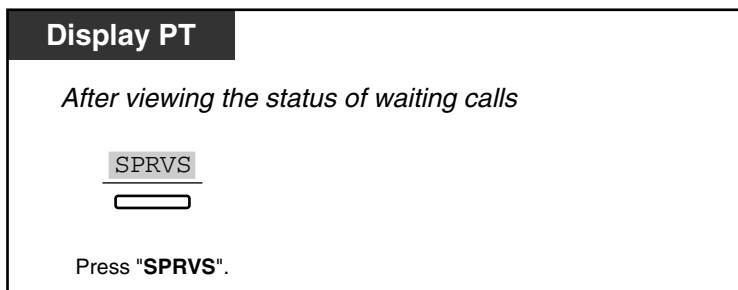 Display PT
After viewing the status of waiting calls
SPRVS
Press "SPRVS".